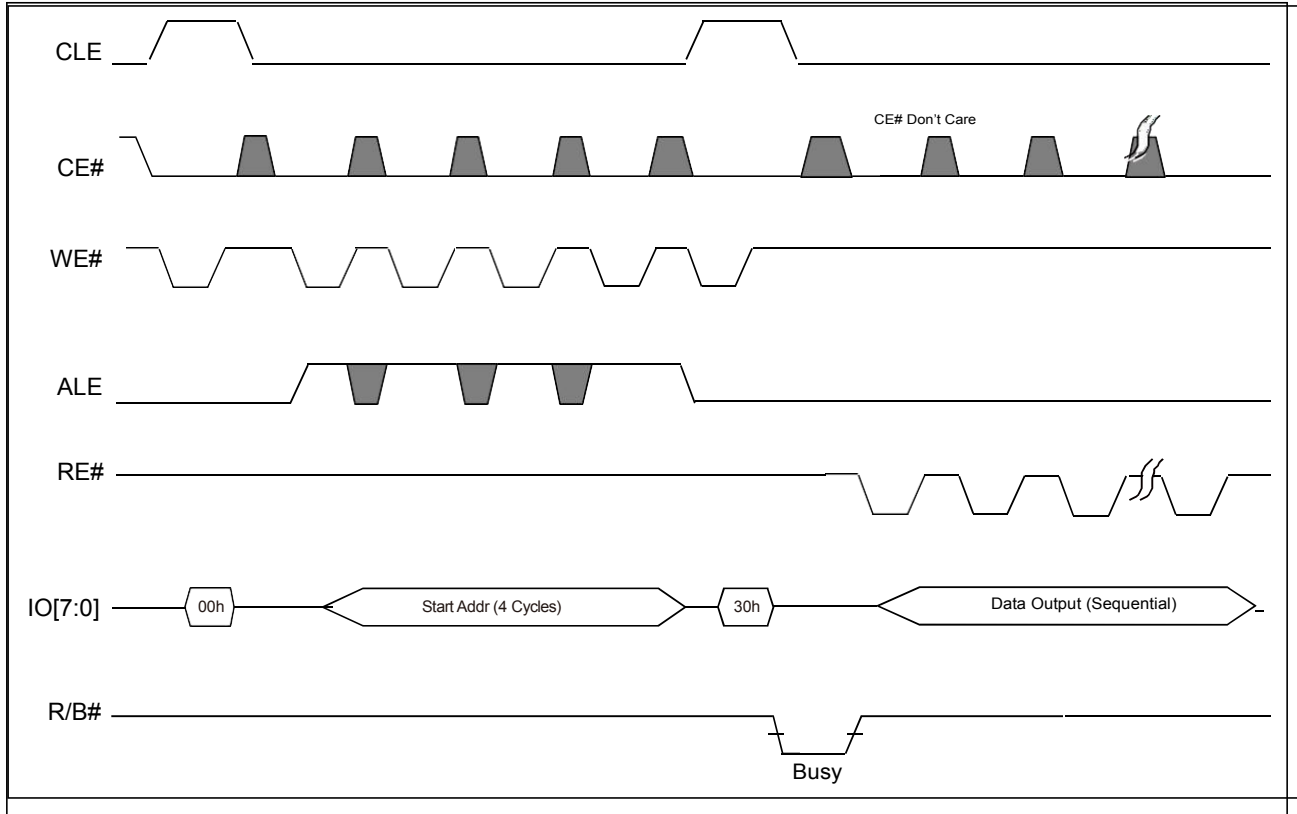 CLE
CE# Don't Care
CE#
WE#
ALE
RE#
IO[7:0]
00h
Start Addr (4 Cycles)
30h
Data Output (Sequential)
R/B#
Busy